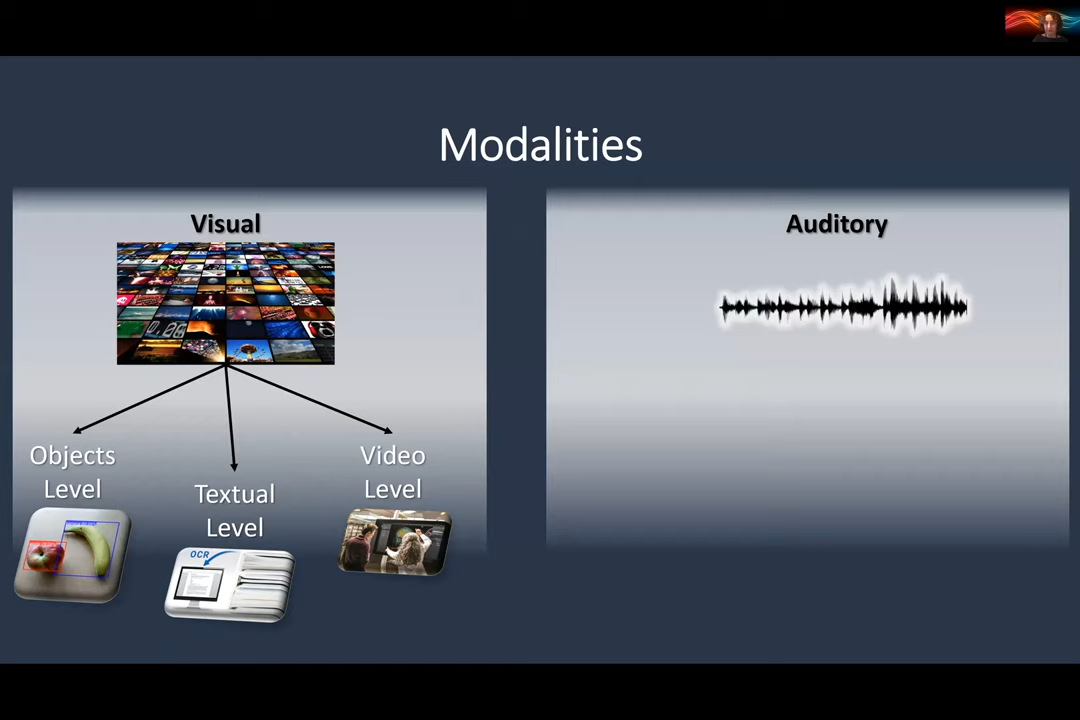 Modalities
Visual
Auditory
Objects
Level
Textual
Level
Video
Level
OCR